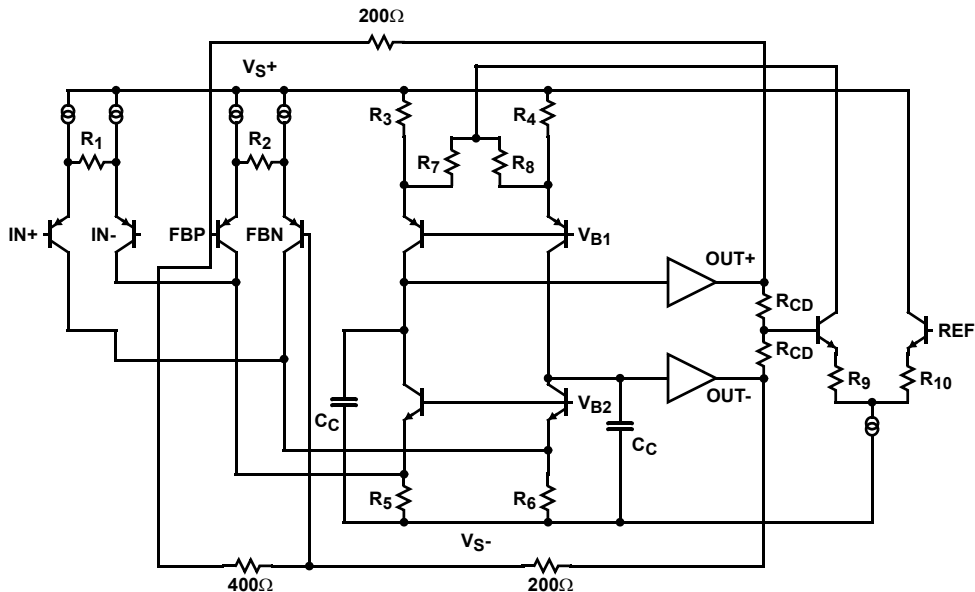 200Ω
VS+
R3
R4
R1
R2
R7
R8
IN+
IN-
FBP
FBN
VB1
OUT+
RCD
REF
RCD
R9
R10
OUT-
VB2
CC
CC
R5
R6
VS-
400Ω
200Ω